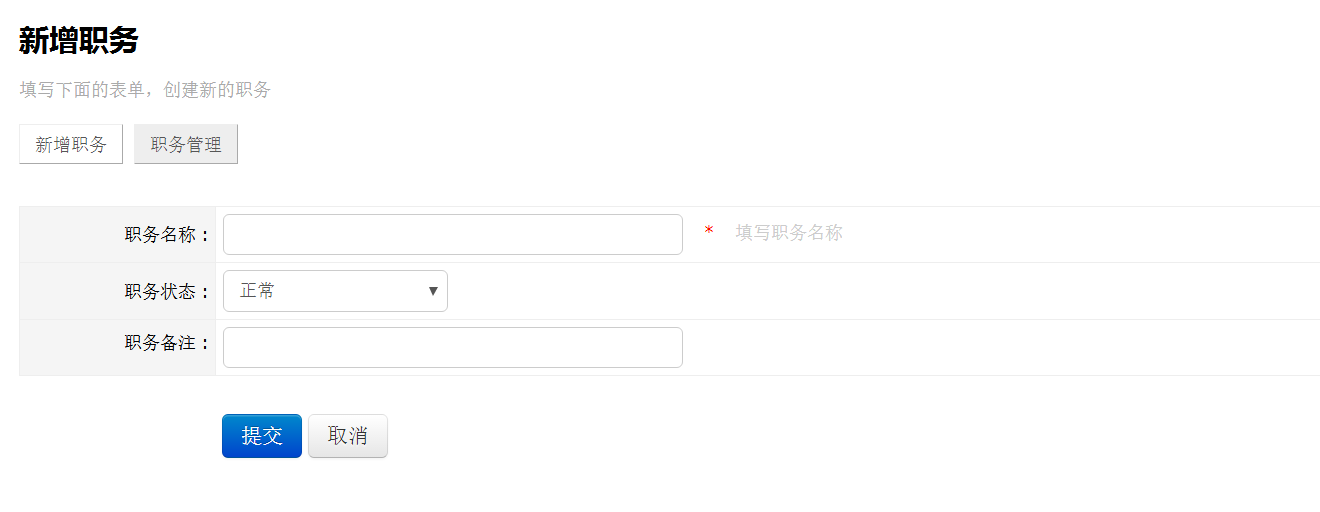 新增职务
填写下面的表单，创建新的职务
新增职务 职务管理
职务名称： * 填写职务名称
职务状态： 正常 ▼
职务备注：
提交 取消